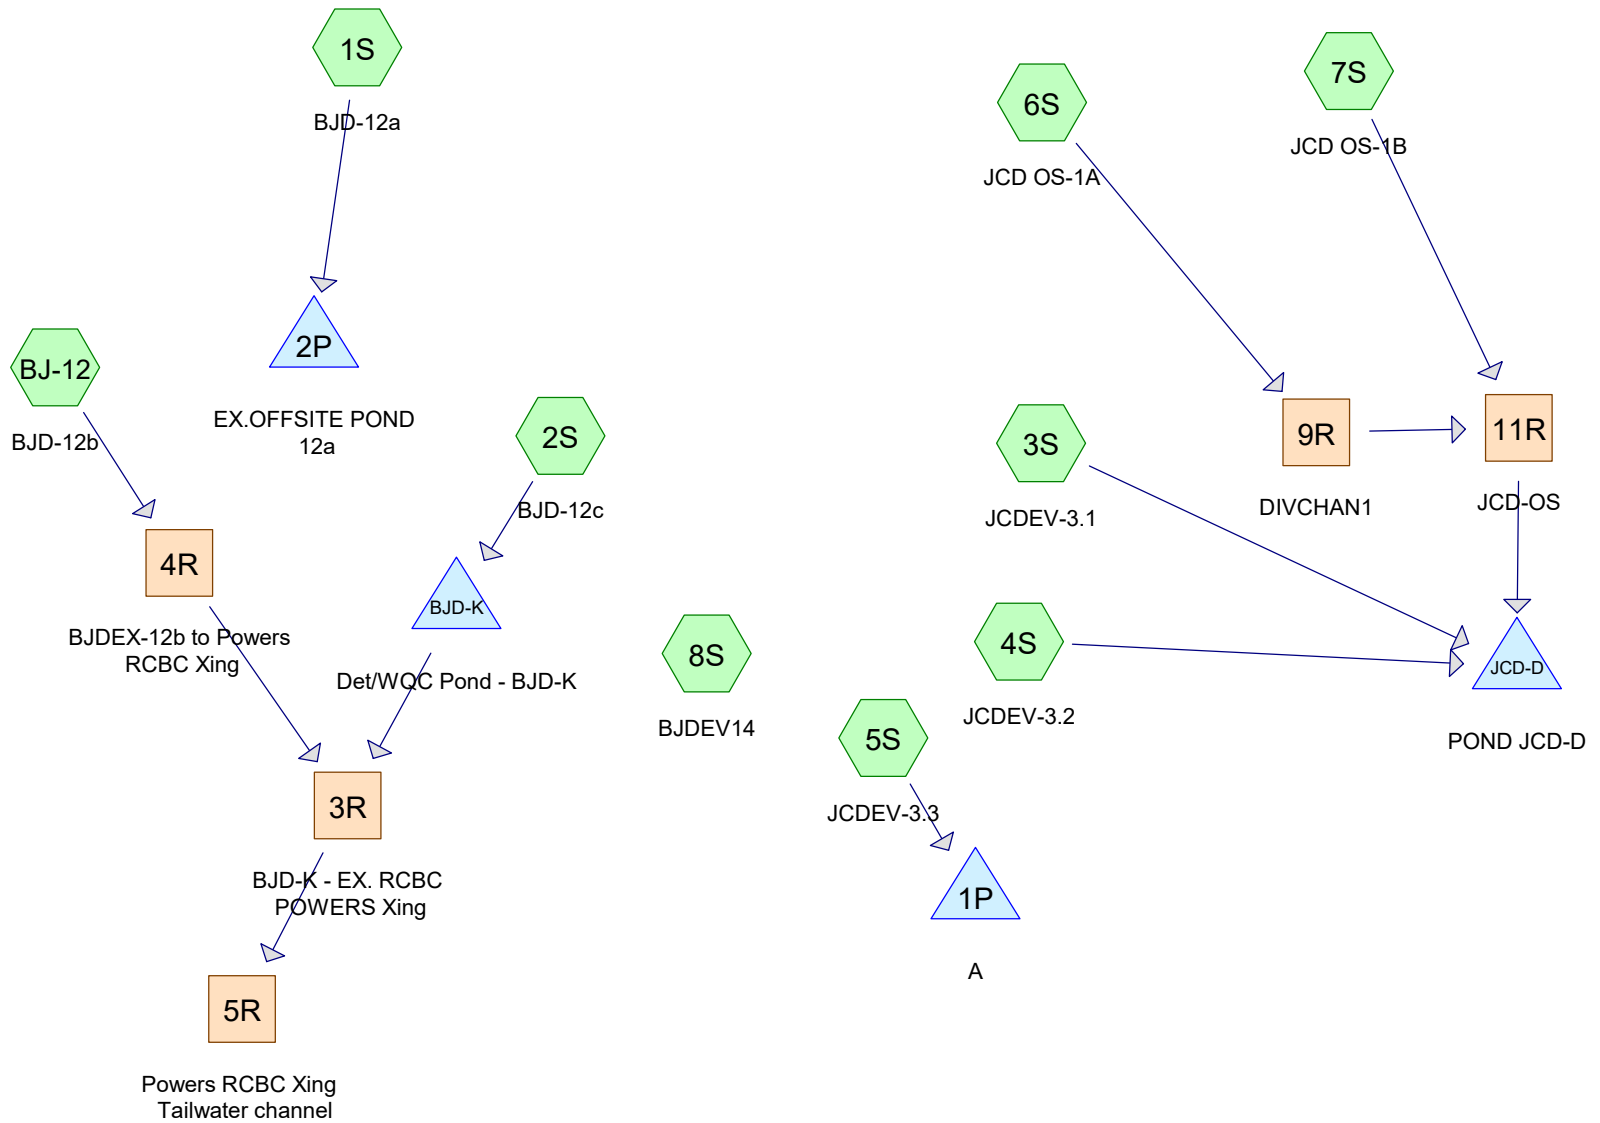 1S
BJD-12a
2P
EX.OFFSITE POND
12a
BJ-12
BJD-12b
2S
BJD-12c
4R
BJDEX-12b to Powers
RCBC Xing
BJD-K
Det/WQC Pond - BJD-K
3R
BJD-K - EX. RCBC
POWERS Xing
5R
Powers RCBC Xing
Tailwater channel
8S
BJDEV14
6S
JCD OS-1A
7S
JCD OS-1B
9R
DIVCHAN1
11R
JCD-OS
3S
JCDEV-3.1
4S
JCDEV-3.2
JCD-D
POND JCD-D
5S
JCDEV-3.3
1P
A